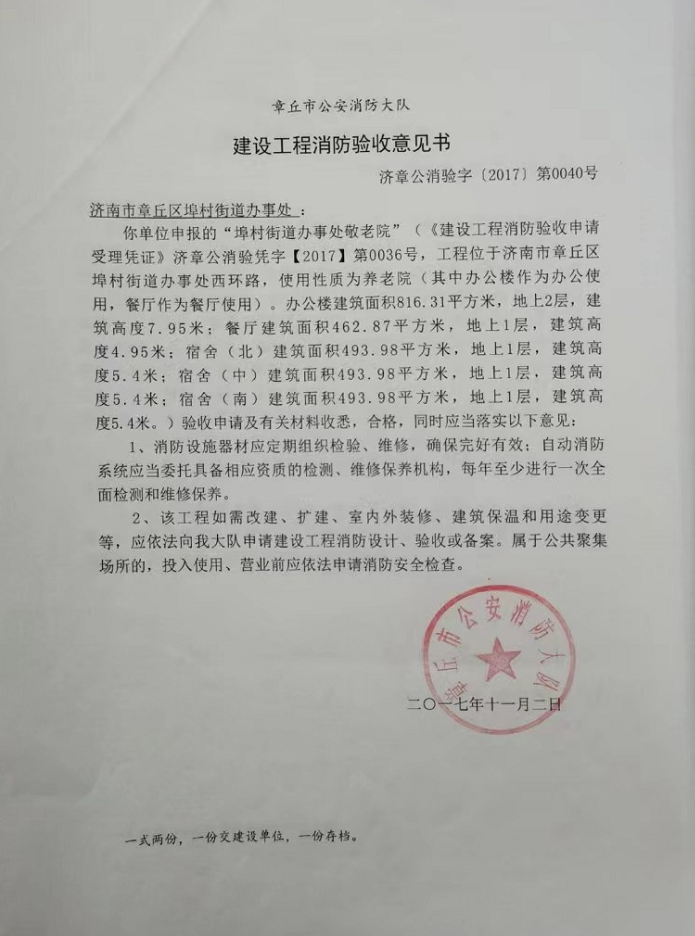 章丘市公安消防大队
建设工程消防验收意见书
济章公消验字〔2017〕第0040号
济南市章丘区埠村街道办事处：
你单位申报的“埠村街道办事处敬老院”（《建设工程消防验收申请
受理凭证》济章公消验凭字【2017】第0036号，工程位于济南市章丘区
埠村街道办事处西环路，使用性质为养老院（其中办公楼作为办公使
用，餐厅作为餐厅使用）。办公楼建筑面积816.31平方米，地上2层，建
筑高度7.95米；餐厅建筑面积462.87平方米，地上1层，建筑高
度4.95米；宿舍（北）建筑面积493.98平方米，地上1层，建筑高
度5.4米；宿舍（中）建筑面积493.98平方米，地上1层，建筑高
度5.4米；宿舍（南）建筑面积493.98平方米，地上1层，建筑高
度5.4米。）验收申请及有关材料收悉，合格，同时应当落实以下意见：
1、消防设施器材应定期组织检验、维修，确保完好有效；自动消防
系统应当委托具备相应资质的检测、维修保养机构，每年至少进行一次全
面检测和维修保养。
2、该工程如需改建、扩建、室内外装修、建筑保温和用途变更
等，应依法向我大队申请建设工程消防设计、验收或备案。属于公共聚集
场所的，投入使用、营业前应依法申请消防安全检查。
章丘市公安消防大队
二〇一七年十一月二日
一式两份，一份交建设单位，一份存档。